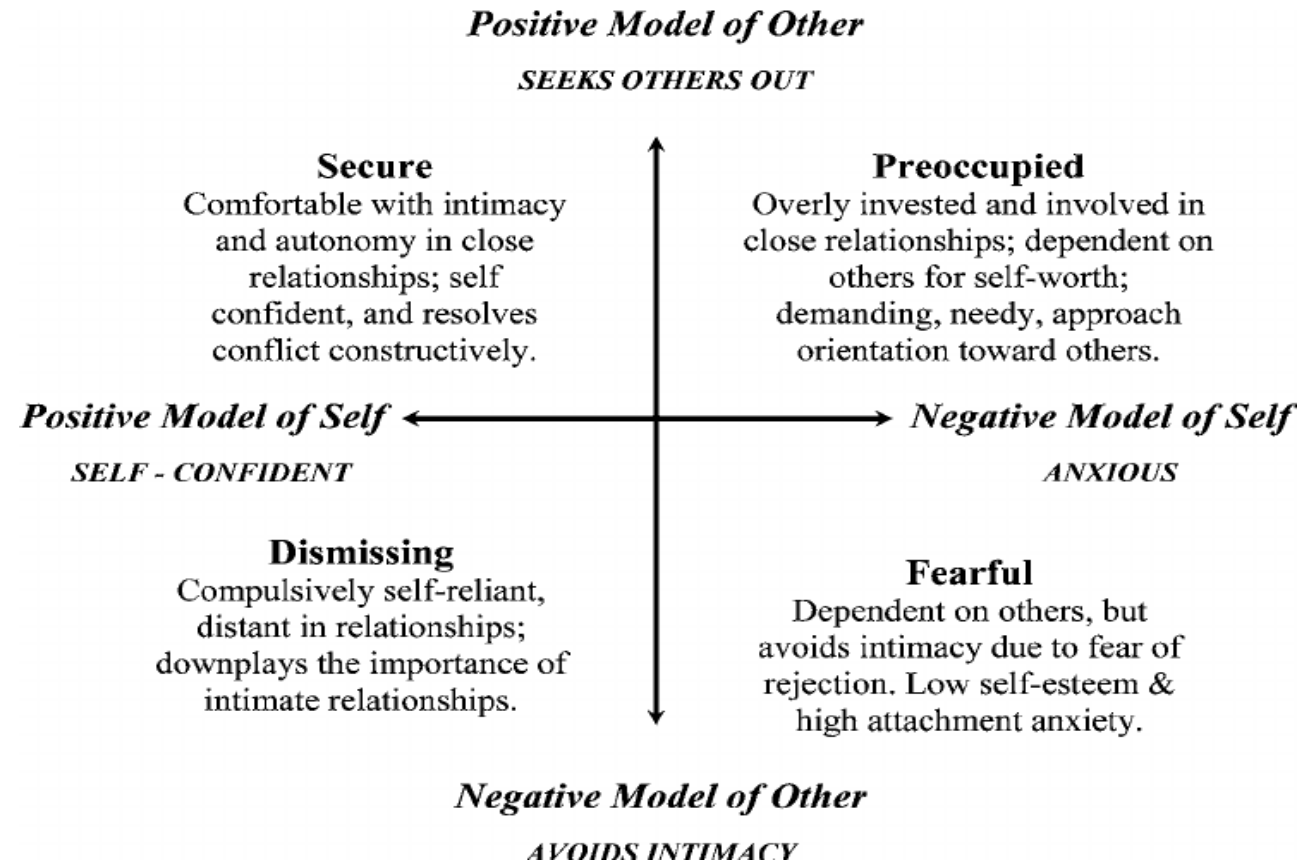 Positive Model of Other
SEEKS OTHERS OUT
Secure
Comfortable with intimacy
and autonomy in close
relationships; self
confident, and resolves
conflict constructively.
Preoccupied
Overly invested and involved in
close relationships; dependent on
others for self-worth;
demanding, needy, approach
orientation toward others.
Positive Model of Self
SELF - CONFIDENT
Negative Model of Self
ANXIOUS
Dismissing
Compulsively self-reliant,
distant in relationships;
downplays the importance of
intimate relationships.
Fearful
Dependent on others, but
avoids intimacy due to fear of
rejection. Low self-esteem &
high attachment anxiety.
Negative Model of Other
AVOIDS INTIMACY